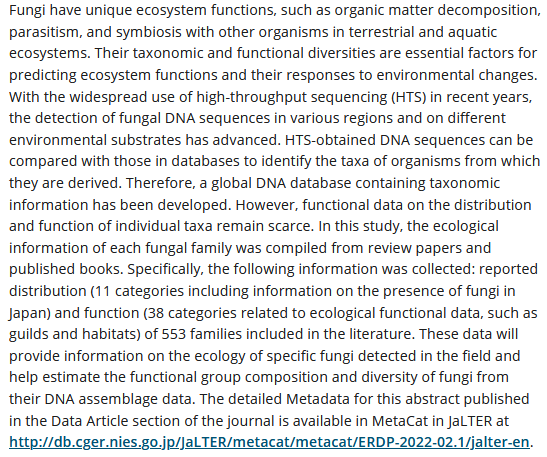 Fungi have unique ecosystem functions, such as organic matter decomposition,
parasitism, and symbiosis with other organisms in terrestrial and aquatic
ecosystems. Their taxonomic and functional diversities are essential factors for
predicting ecosystem functions and their responses to environmental changes.
With the widespread use of high-throughput sequencing (HTS) in recent years,
the detection of fungal DNA sequences in various regions and on different
environmental substrates has advanced. HTS-obtained DNA sequences can be
compared with those in databases to identify the taxa of organisms from which
they are derived. Therefore, a global DNA database containing taxonomic
information has been developed. However, functional data on the distribution
and function of individual taxa remain scarce. In this study, the ecological
information of each fungal family was compiled from review papers and
published books. Specifically, the following information was collected: reported
distribution (11 categories including information on the presence of fungi in
Japan) and function (38 categories related to ecological functional data, such as
guilds and habitats) of 553 families included in the literature. These data will
provide information on the ecology of specific fungi detected in the field and
help estimate the functional group composition and diversity of fungi from
their DNA assemblage data. The detailed Metadata for this abstract published
in the Data Article section of the journal is available in MetaCat in JaLTER at
http://db.cger.nies.go.jp/JaLTER/metacat/metacat/ERDP-2022-02.1/jalter-en.